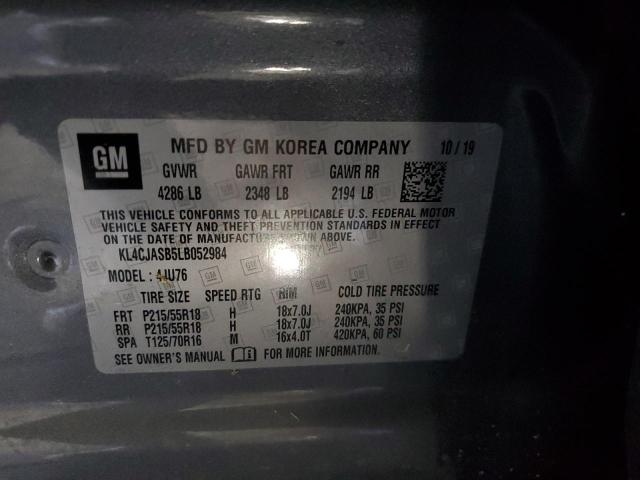 GM MFD BY GM KOREA COMPANY 10 / 19
GVWR GAWR FRT GAWR RR
4286 LB 2348 LB 2194 LB
THIS VEHICLE CONFORMS TO ALL APPLICABLE U.S. FEDERAL MOTOR
VEHICLE SAFETY AND THEFT PREVENTION STANDARDS IN EFFECT
ON THE DATE OF MANUFACTURE SHOWN ABOVE.
KL4CJASB5LB052984
MODEL : 4JU76
TIRE SIZE SPEED RTG RIM COLD TIRE PRESSURE
FRT P215/55R18 H 18x7.0J 240KPA, 35 PSI
RR P215/55R18 H 18x7.0J 240KPA, 35 PSI
SPA T125/70R16 M 16x4.0T 420KPA, 60 PSI
SEE OWNER'S MANUAL FOR MORE INFORMATION.